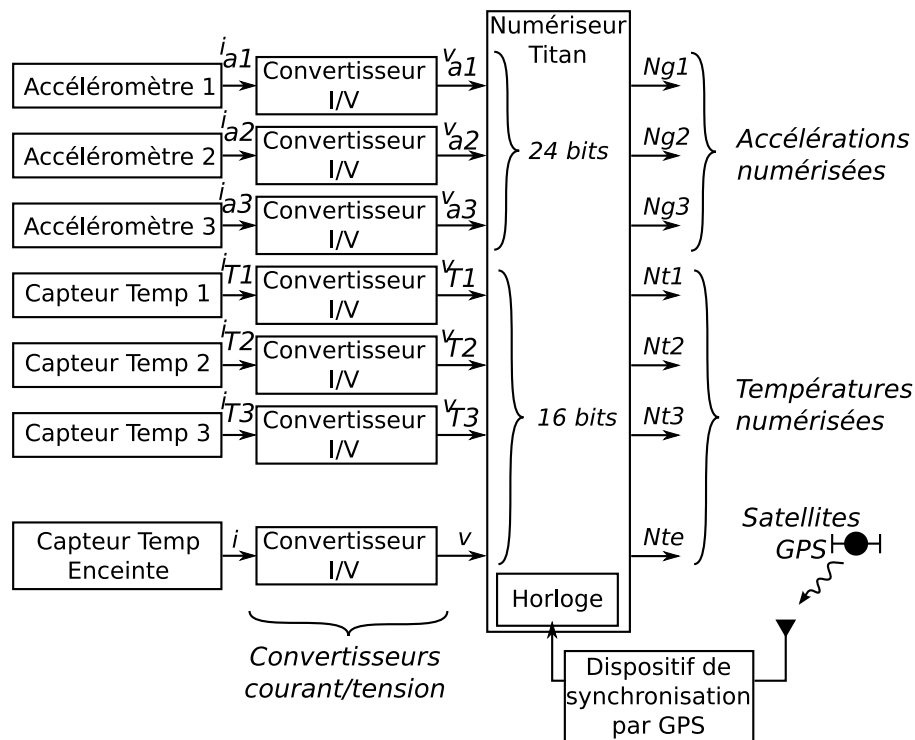 Numériseur
Titan
Accéléromètre 1
ia1
Convertisseur
I/V
va1
Ng1
Accéléromètre 2
ia2
Convertisseur
I/V
va2
24 bits
Ng2
Accélérations
numérisées
Accéléromètre 3
ia3
Convertisseur
I/V
va3
Ng3
Capteur Temp 1
iT1
Convertisseur
I/V
vT1
Nt1
Capteur Temp 2
iT2
Convertisseur
I/V
vT2
Nt2
Températures
numérisées
Capteur Temp 3
iT3
Convertisseur
I/V
vT3
16 bits
Nt3
Capteur Temp
Enceinte
i
Convertisseur
I/V
v
Nte
Satellites
GPS
Horloge
Convertisseurs
courant/tension
Dispositif de
synchronisation
par GPS